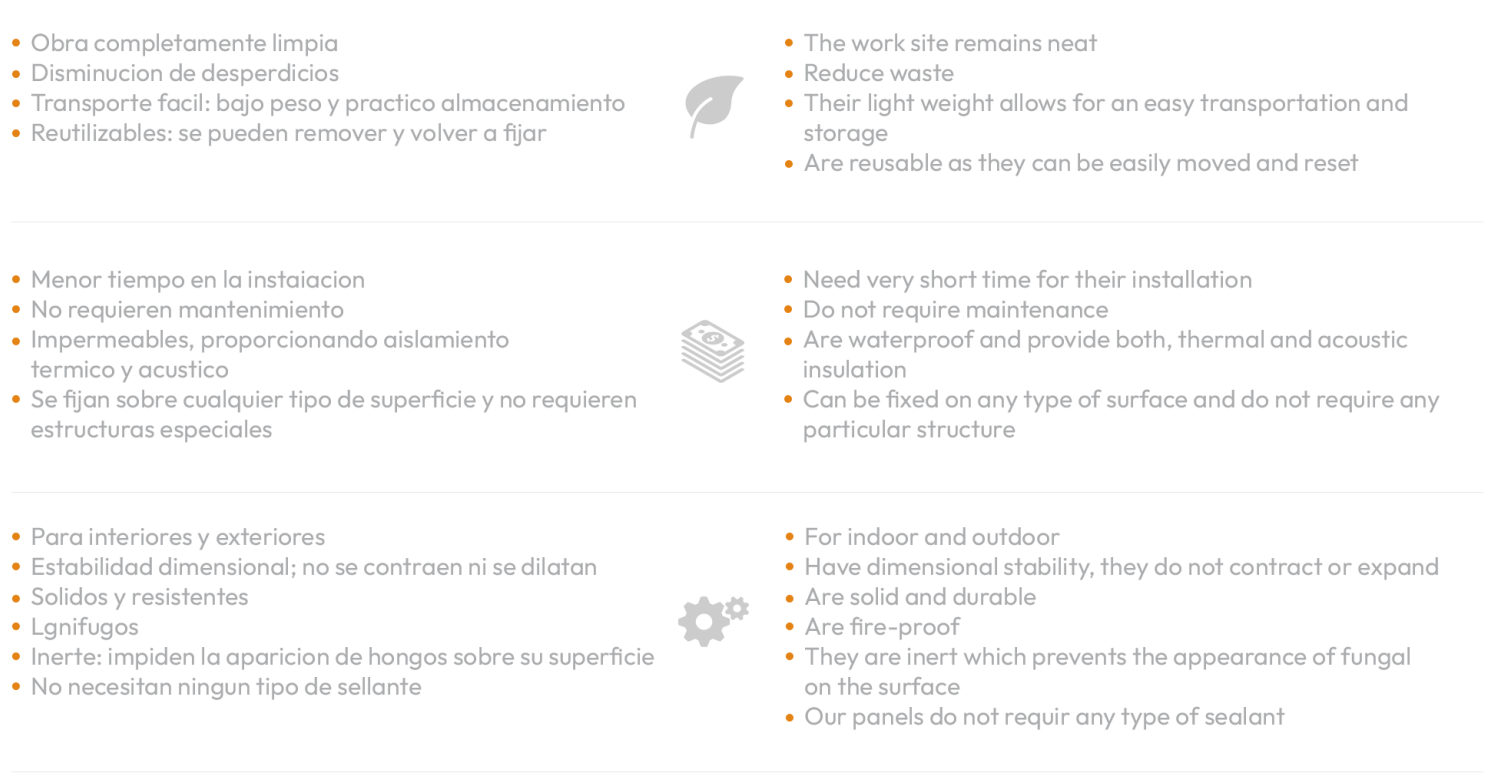 Obra completamente limpia
Disminucion de desperdicios
Transporte facil: bajo peso y practico almacenamiento
Reutilizables: se pueden remover y volver a fijar
The work site remains neat
Reduce waste
Their light weight allows for an easy transportation and
storage
Are reusable as they can be easily moved and reset
Menor tiempo en la instaiacion
No requieren mantenimiento
Impermeables, proporcionando aislamiento
termico y acustico
Se fijan sobre cualquier tipo de superficie y no requieren
estructuras especiales
Need very short time for their installation
Do not require maintenance
Are waterproof and provide both, thermal and acoustic
insulation
Can be fixed on any type of surface and do not require any
particular structure
Para interiores y exteriores
Estabilidad dimensional; no se contraen ni se dilatan
Solidos y resistentes
Lgnifugos
Inerte: impiden la aparicion de hongos sobre su superficie
No necesitan ningun tipo de sellante
For indoor and outdoor
Have dimensional stability, they do not contract or expand
Are solid and durable
Are fire-proof
They are inert which prevents the appearance of fungal
on the surface
Our panels do not requir any type of sealant